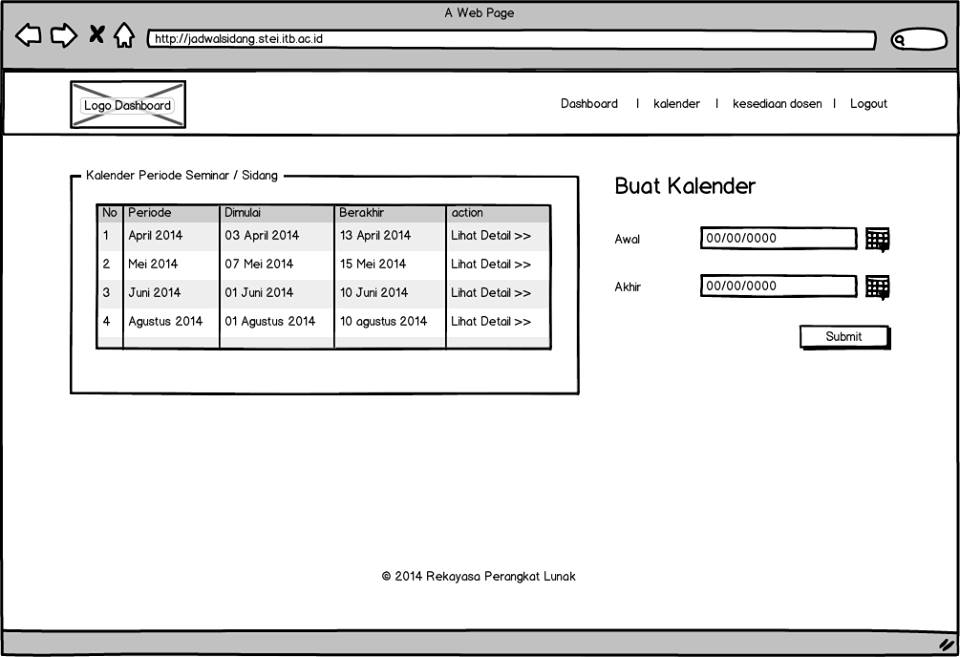 A Web Page
http://jadwalsidang.stei.itb.ac.id
Logo Dashboard
Dashboard | kalender | kesediaan dosen | Logout
Kalender Periode Seminar / Sidang
No Periode Dimulai Berakhir action
1 April 2014 03 April 2014 13 April 2014 Lihat Detail >>
2 Mei 2014 07 Mei 2014 15 Mei 2014 Lihat Detail >>
3 Juni 2014 01 Juni 2014 10 Juni 2014 Lihat Detail >>
4 Agustus 2014 01 Agustus 2014 10 agustus 2014 Lihat Detail >>
Buat Kalender
Awal 00/00/0000
Akhir 00/00/0000
Submit
© 2014 Rekayasa Perangkat Lunak